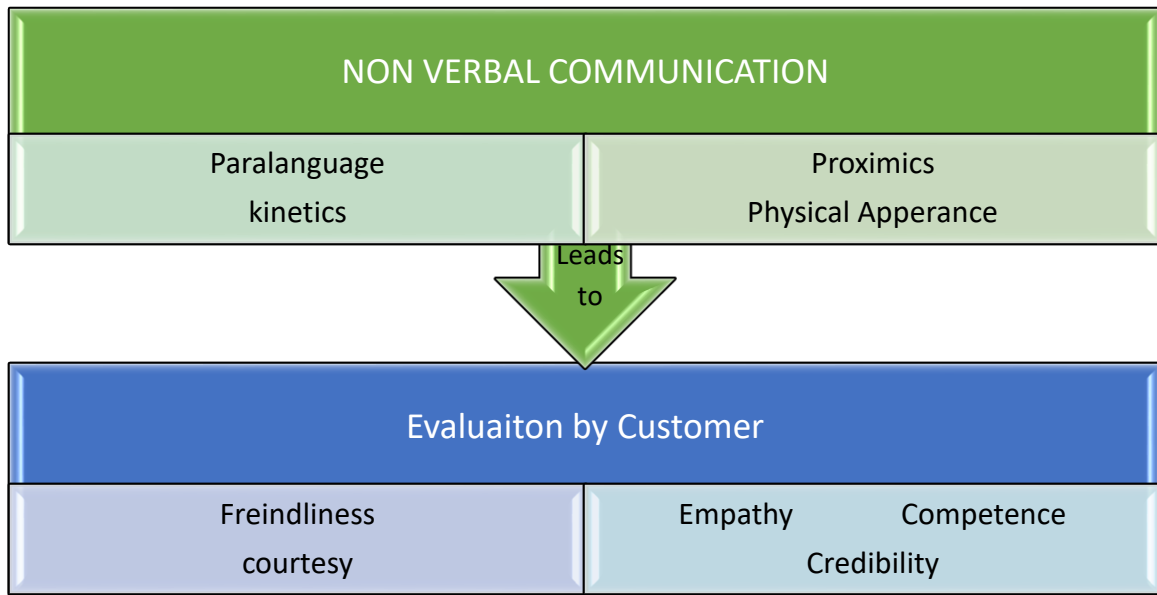 NON VERBAL COMMUNICATION
Paralanguage
kinetics
Proximics
Physical Apperance
Leads
to
Evaluaiton by Customer
Freindliness
courtesy
Empathy Competence
Credibility